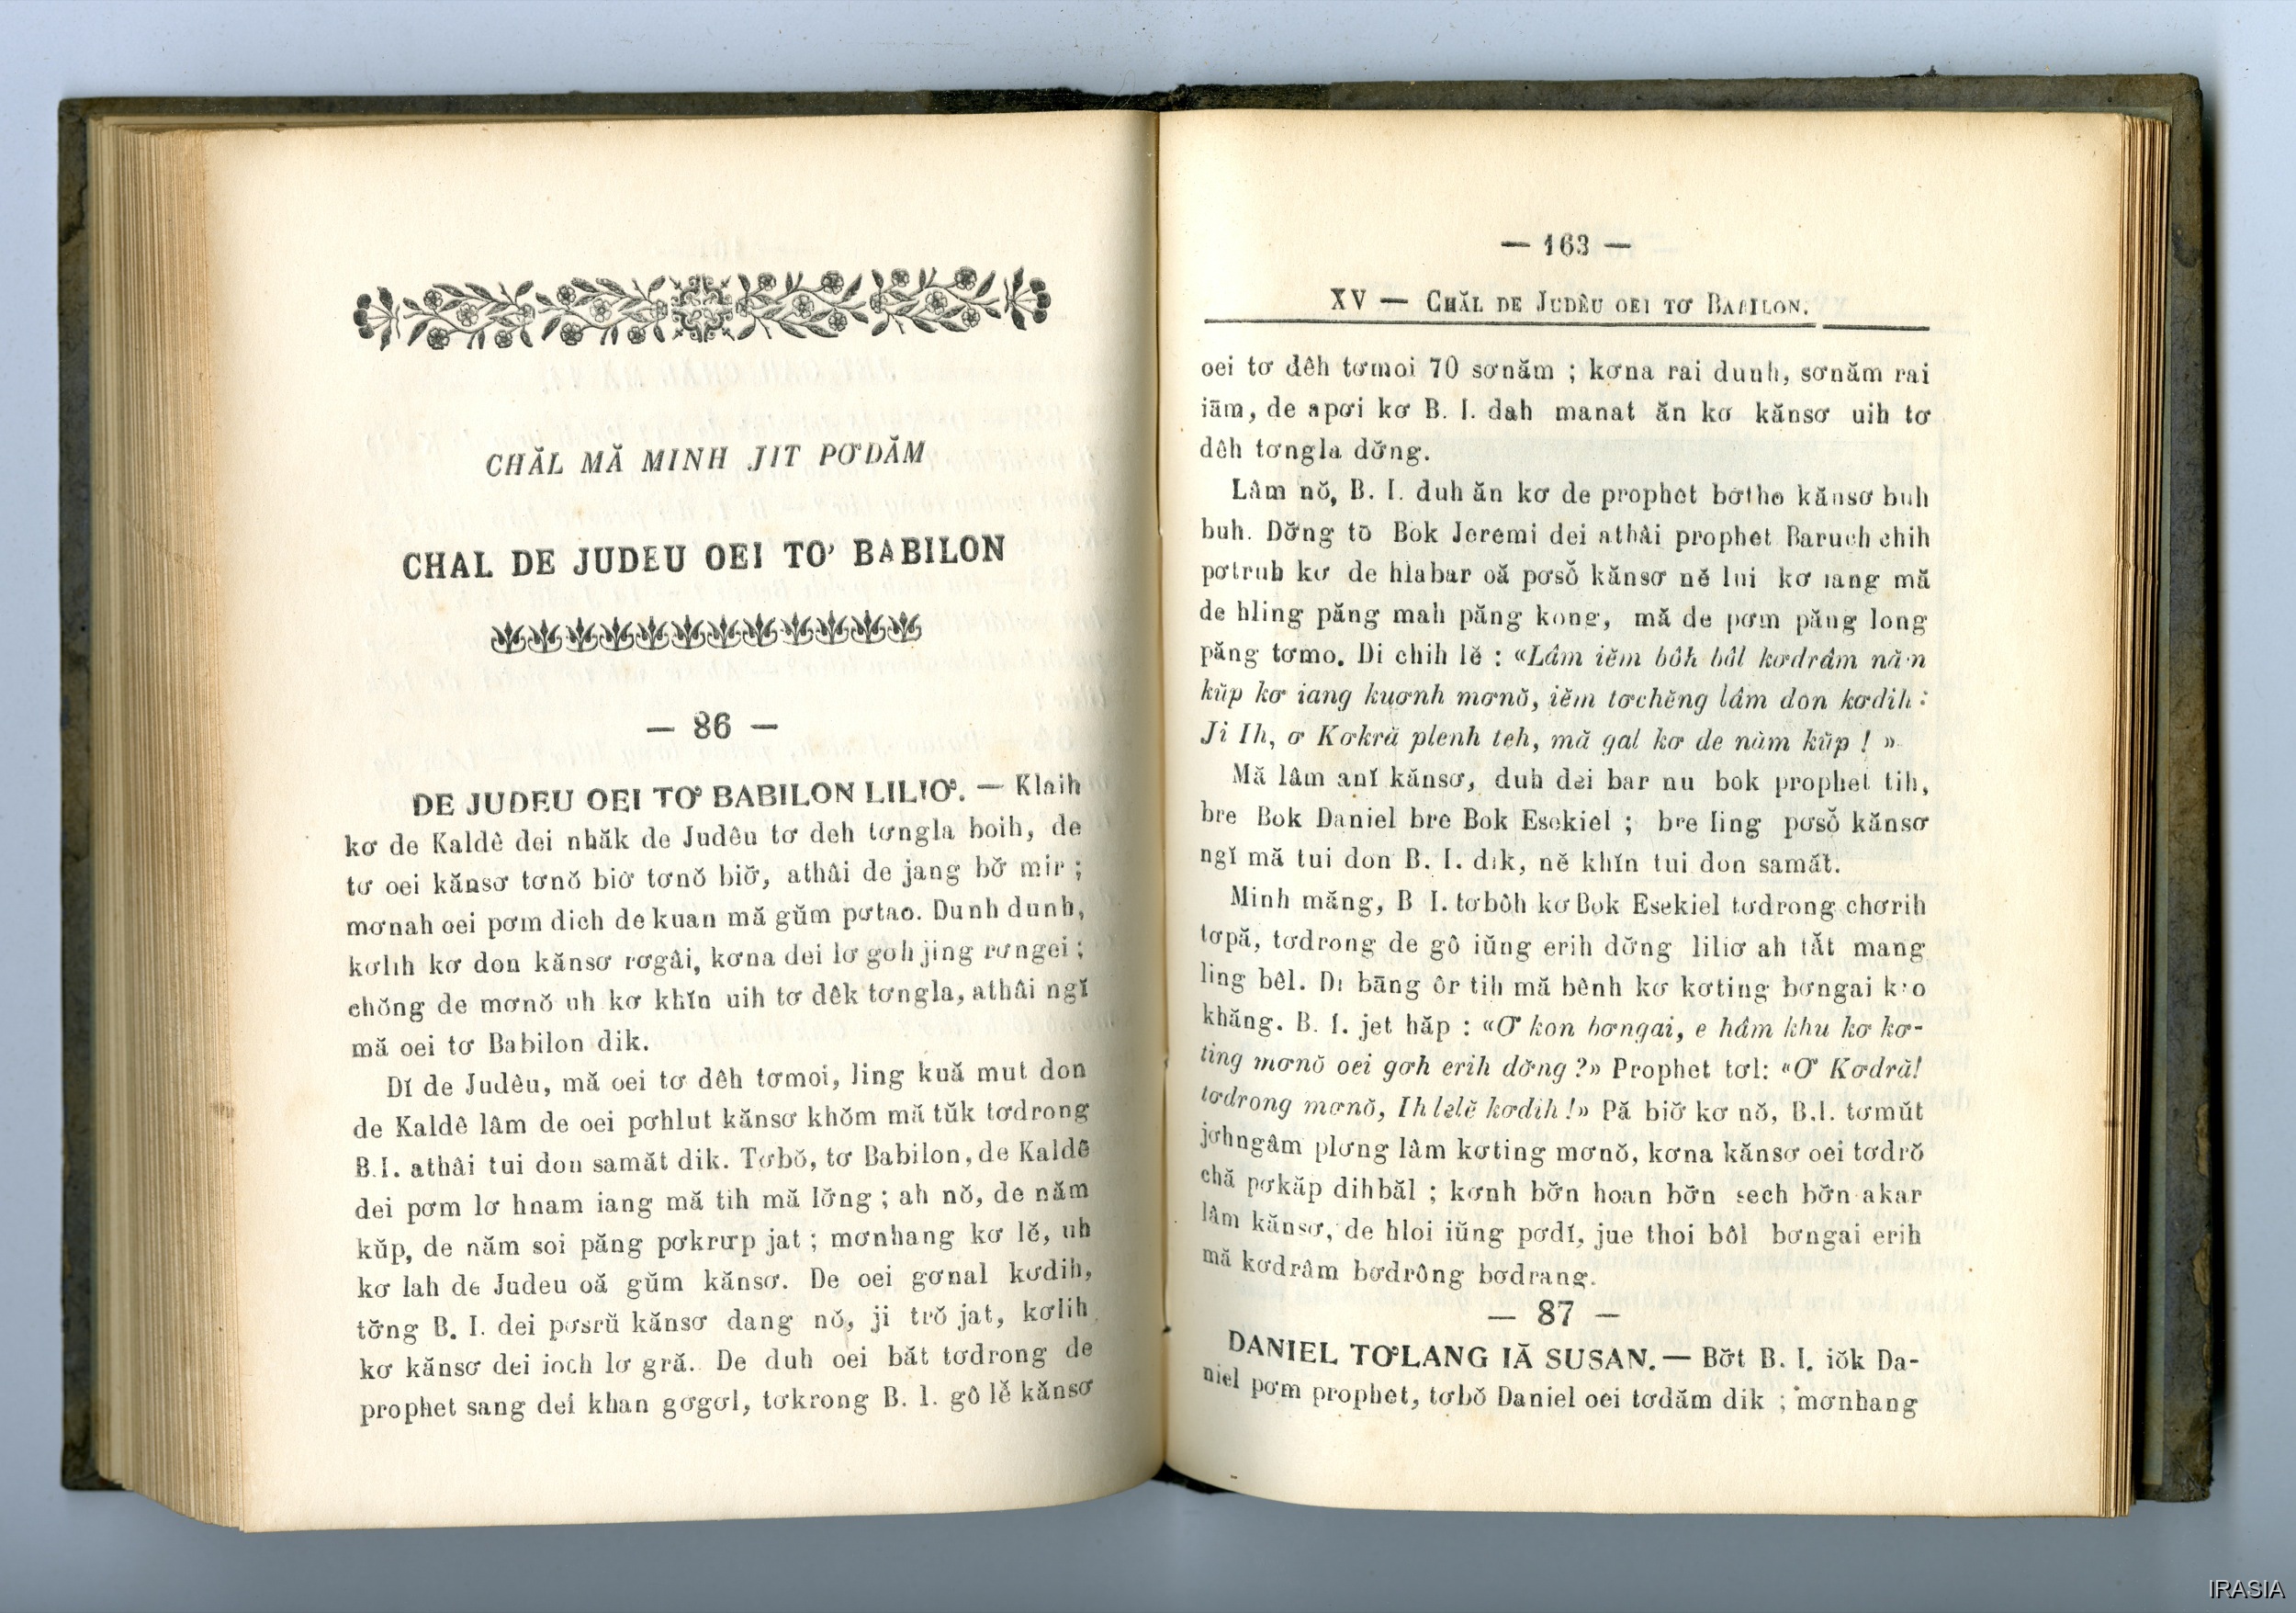 CHĂL MĂ MINH JIT PƠDĂM
CHAL DE JUDEU OEI TƠ BABILON
— 86 —
DE JUDEU OEI TƠ BABILON LILIƠ. — Klaih
kơ de Kaldê dei nhăk de Judêu tơ deh tơngla boih, de
tơ oei kănsơ tơnŏ biơ̆ tơnŏ biơ̆, athâi de jang bơ̆ mir ;
mơnah oei pơm dich de kuan mă gŭm pơtao. Dunh dunh,
kơlih kơ don kănsơ rơgâi, kơna dei lơ goh jing rơngei ;
chŏng de mơnŏ uh kơ khĭn uih tơ dêk tơngla, athâi ngĭ
mă oei tơ Babilon dik.
Dĭ de Judêu, mă oei tơ dêh tơmoi, ling kuă mut don
de Kaldê lâm de oei pơhlut kănsơ khŏm mă tŭk tơdrong
B.I. athâi tui don samăt dik. Tơbŏ, tơ Babilon, de Kaldê
dei pơm lơ hnam iang mă tih mă lơ̆ng ; ah nŏ, de năm
kŭp, de năm soi păng pơkrưp jat ; mơnhang kơ lĕ, uh
kơ lah de Judeu oă gŭm kănsơ. De oei gơnal kơdih,
tơ̆ng B. I. dei pơsrŭ kănsơ dang nŏ, ji trŏ jat, kơlih
kơ kănsơ dei ioch lơ gră. De duh oei băt tơdrong de
prophet sang dei khan gơgơl, tơkrong B. I. gô lĕ kănsơ
— 163 —
XV — CHĂL DE JUDÊU OEI TƠ BABILON.
oei tơ dêh tơmoi 70 sơnăm ; kơna rai dunh, sơnăm rai
iăm, de apơi kơ B. I. dah manat ăn kơ kănsơ uih tơ
dêh tơngla dơ̆ng.
Lâm nŏ, B. I. duh ăn kơ de prophet bơtho kănsơ buh
buh. Dơ̆ng tŏ Bok Jeremi dei athâi prophet Baruch chih
pơtruh kơ de hlabar oă pơsŏ̆ kănsơ nĕ lui kơ iang mă
de hling păng mah păng kong, mă de pơm păng long
păng tơmo. Di chih lĕ : «Lâm iĕm bôh bâl kơdrâm năm
kŭp kơ iang kuơnh mơnŏ, iĕm tơchĕng lâm don kơdih :
Ji Ih, ơ Kơkră plenh teh, mă gal kơ de năm kŭp ! »
Mă lâm anĭ kănsơ, duh dei bar nu bok prophet tih,
bre Bok Daniel bre Bok Esekiel ; bre ling pơsŏ̆ kănsơ
ngĭ mă tui don B. I. dik, nĕ khĭn tui don samăt.
Minh măng, B I. tơbôh kơ Bok Esekiel tơdrong chơrih
tơpă, tơdrong de gô iŭng erih dơ̆ng liliơ ah tăt mang
ling bêl. Di bāng ôr tih mă bênh kơ kơting bơngai kro
khăng. B. I. jet hăp : «Ơ kon bơngai, e hâm khu kơ kơ-
ting mơnŏ oei gơh erih dơ̆ng ?» Prophet tơl: «Ơ Kơdră!
tơdrong mơnŏ, Ih lelĕ kơdih !» Pă biơ̆ kơ nŏ, B.I. tơmŭt
jơhngâm plơng lâm kơting mơnŏ, kơna kănsơ oei tơdrŏ
chă pơkăp dihbăl ; kơnh bơ̆n hoan bơ̆n sech bơ̆n akar
lâm kănsơ, de hloi iŭng pơdĭ, jue thoi bôl bơngai erih
mă kơdrâm bơdrông bơdrang.
— 87 —
DANIEL TƠLANG IĂ SUSAN. — Bơ̆t B. I. iŏk Da-
niel pơm prophet, tơbŏ Daniel oei tơdăm dik ; mơnhang
IRASIA